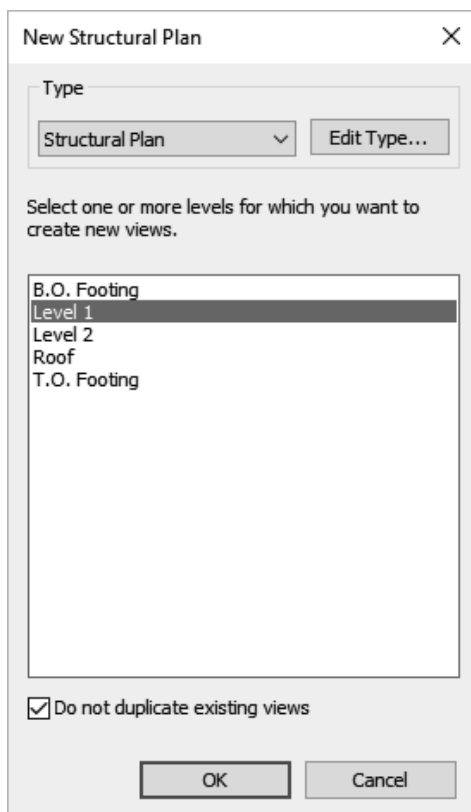 New Structural Plan
Type
Structural Plan
Edit Type...
Select one or more levels for which you want to
create new views.
B.O. Footing
Level 1
Level 2
Roof
T.O. Footing
Do not duplicate existing views
OK
Cancel